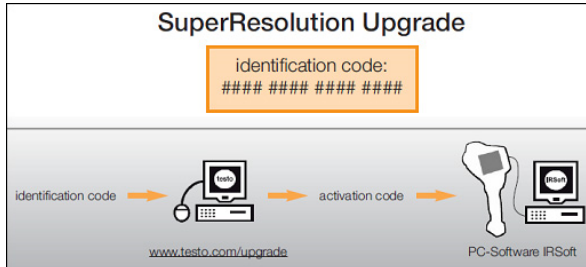 SuperResolution Upgrade
identification code:
#### #### #### ####
identification code
testo
activation code
IRSoft
www.testo.com/upgrade
PC-Software IRSoft